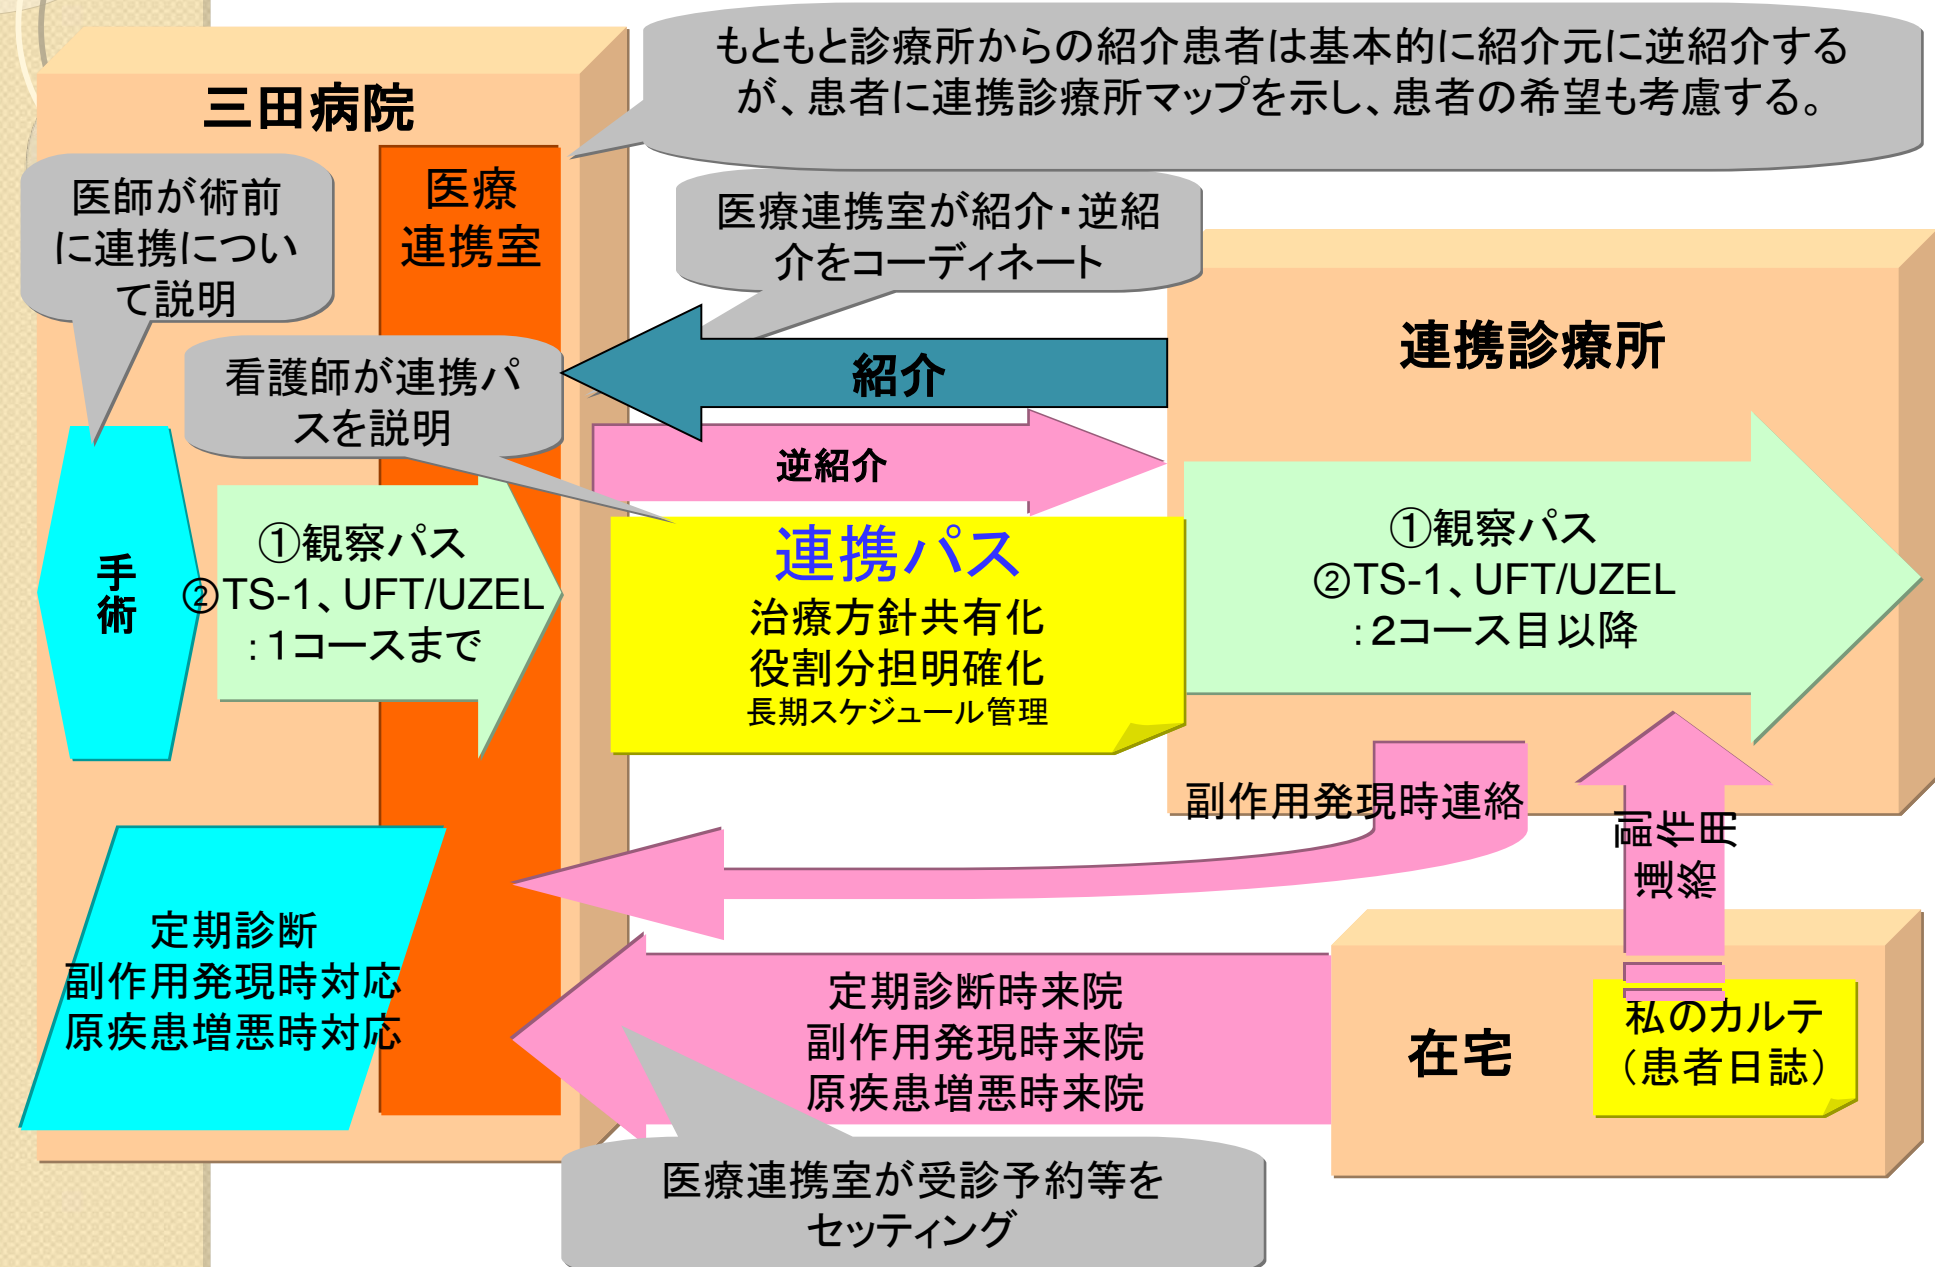 もともと診療所からの紹介患者は基本的に紹介元に逆紹介する
が、患者に連携診療所マップを示し、患者の希望も考慮する。
三田病院
医療
連携室
医師が術前
に連携につい
て説明
医療連携室が紹介・逆紹
介をコーディネート
連携診療所
紹介
看護師が連携パ
スを説明
逆紹介
手術
①観察パス
②TS-1、UFT/UZEL
：1コースまで
連携パス
治療方針共有化
役割分担明確化
長期スケジュール管理
①観察パス
②TS-1、UFT/UZEL
：２コース目以降
副作用発現時連絡
副作用
連絡
定期診断
副作用発現時対応
原疾患増悪時対応
定期診断時来院
副作用発現時来院
原疾患増悪時来院
在宅
私のカルテ
（患者日誌）
医療連携室が受診予約等を
セッティング